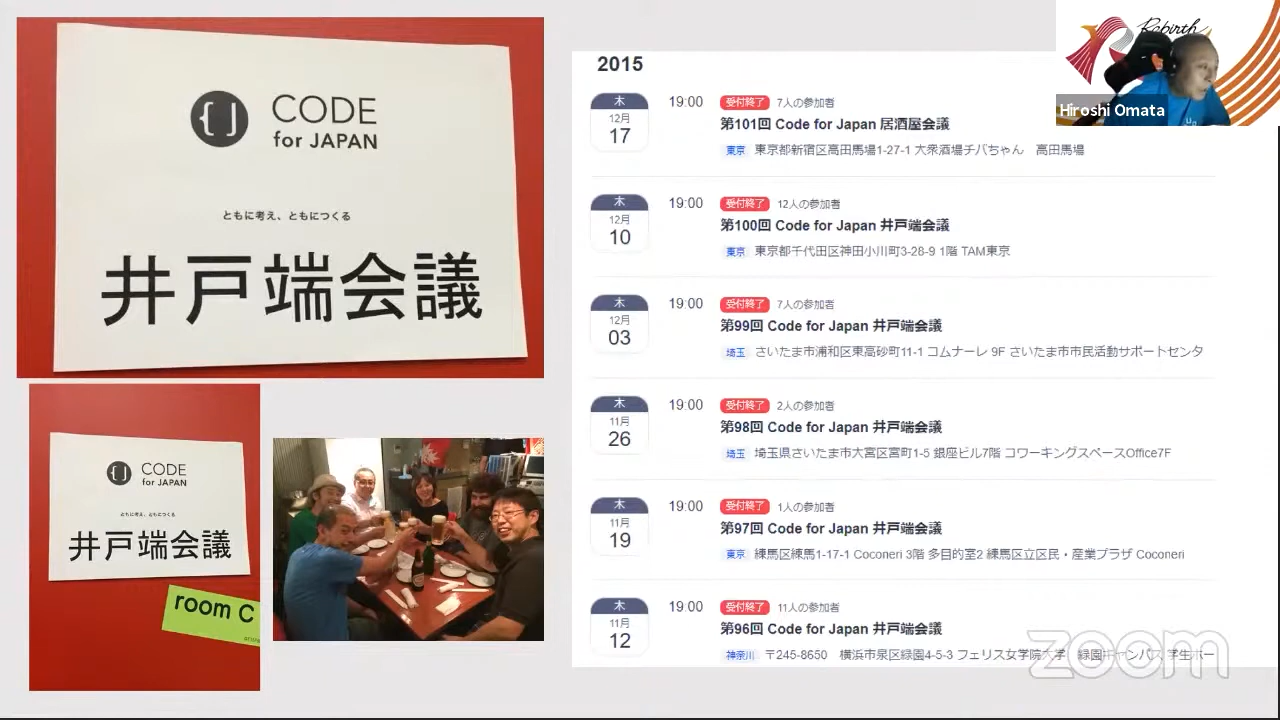 CODE
for JAPAN
ともに考え、ともにつくる
井戸端会議
CODE
for JAPAN
ともに考え、ともにつくる
井戸端会議
room C
2015
木
12月
17
19:00
受付終了 7人の参加者
第101回 Code for Japan 居酒屋会議
東京 東京都新宿区高田馬場1-27-1 大衆酒場チバちゃん 高田馬場
木
12月
10
19:00
受付終了 12人の参加者
第100回 Code for Japan 井戸端会議
東京 東京都千代田区神田小川町3-28-9 1階 TAM東京
木
12月
03
19:00
受付終了 7人の参加者
第99回 Code for Japan 井戸端会議
埼玉 さいたま市浦和区東高砂町11-1 コムナーレ 9F さいたま市市民活動サポートセンタ
木
11月
26
19:00
受付終了 2人の参加者
第98回 Code for Japan 井戸端会議
埼玉 埼玉県さいたま市大宮区宮町1-5 銀座ビル7階 コワーキングスペースOffice7F
木
11月
19
19:00
受付終了 1人の参加者
第97回 Code for Japan 井戸端会議
東京 練馬区練馬1-17-1 Coconeri 3階 多目的室2 練馬区立区民・産業プラザ Coconeri
木
11月
12
19:00
受付終了 11人の参加者
第96回 Code for Japan 井戸端会議
神奈川 〒245-8650 横浜市泉区緑園4-5-3 フェリス女学院大学 緑園キャンパス 学生ホー
Rebirth
Hiroshi Omata
zoom